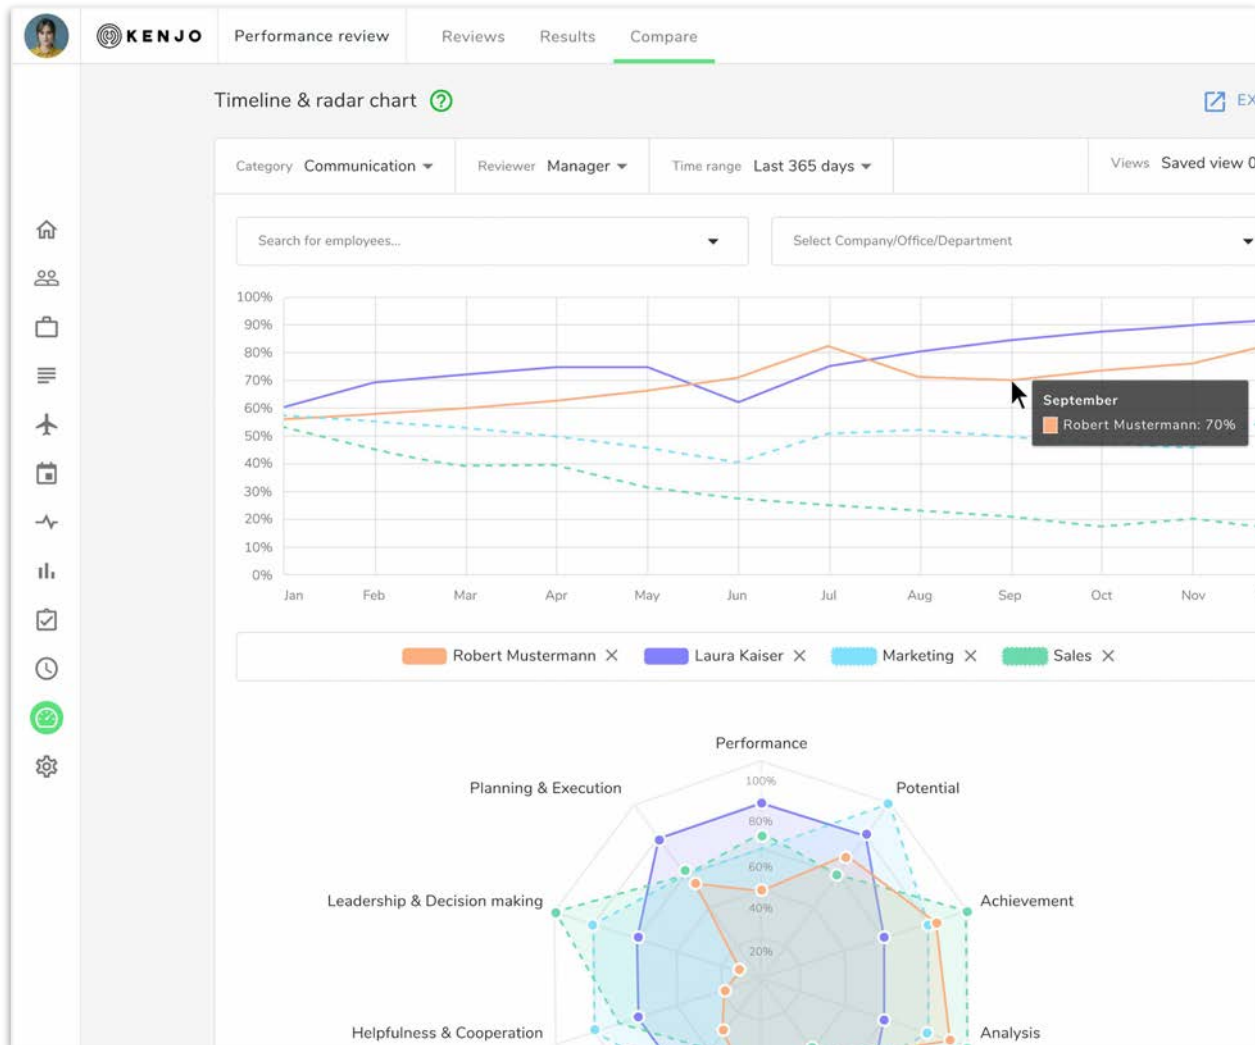 KENJO
Performance review
Reviews
Results
Compare
Timeline & radar chart
EX
Category Communication
Reviewer Manager
Time range Last 365 days
Views Saved view 0
Search for employees...
Select Company/Office/Department
100%
90%
80%
70%
60%
50%
40%
30%
20%
10%
0%
September
Robert Mustermann: 70%
Jan
Feb
Mar
Apr
May
Jun
Jul
Aug
Sep
Oct
Nov
Robert Mustermann
Laura Kaiser
Marketing
Sales
Performance
Planning & Execution
Potential
Leadership & Decision making
Achievement
Helpfulness & Cooperation
Analysis
100%
80%
60%
40%
20%